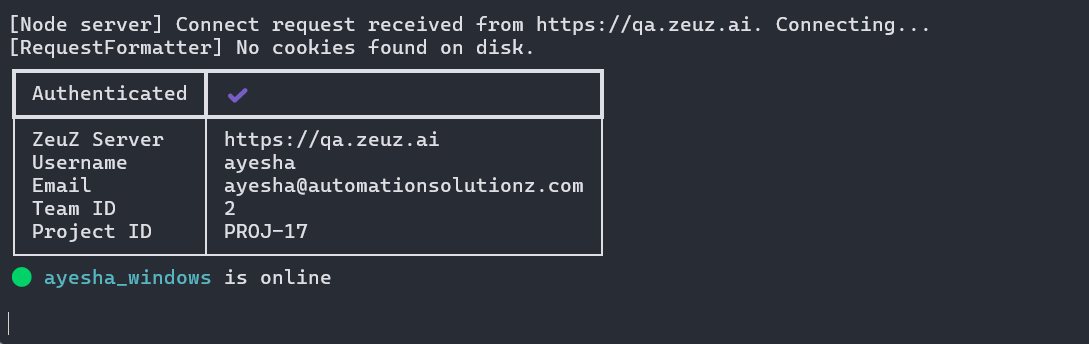 [Node server] Connect request received from https://qa.zeuz.ai. Connecting...
[RequestFormatter] No cookies found on disk.
Authenticated ✓
ZeuZ Server https://qa.zeuz.ai
Username ayesha
Email ayesha@automationsolutionz.com
Team ID 2
Project ID PROJ-17
ayesha_windows is online